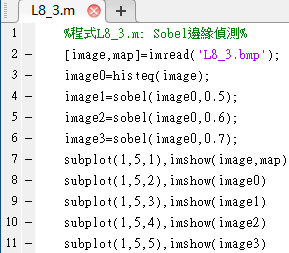 L8_3.m
1 %程式L8_3.m: Sobel邊緣偵測%
2 – [image,map]=imread('L8_3.bmp');
3 – image0=histeq(image);
4 – image1=sobel(image0,0.5);
5 – image2=sobel(image0,0.6);
6 – image3=sobel(image0,0.7);
7 – subplot(1,5,1),imshow(image,map)
8 – subplot(1,5,2),imshow(image0)
9 – subplot(1,5,3),imshow(image1)
10 – subplot(1,5,4),imshow(image2)
11 – subplot(1,5,5),imshow(image3)